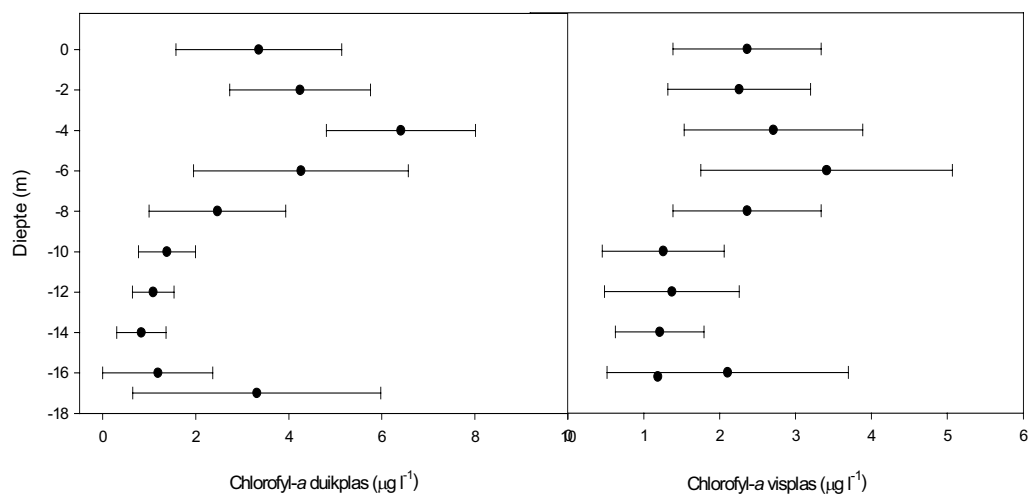 0
-2
-4
-6
-8
-10
-12
-14
-16
-18
Diepte (m)
0 2 4 6 8 10
Chlorofyl-a duikplas (µg l⁻¹)
0 1 2 3 4 5 6
Chlorofyl-a visplas (µg l⁻¹)